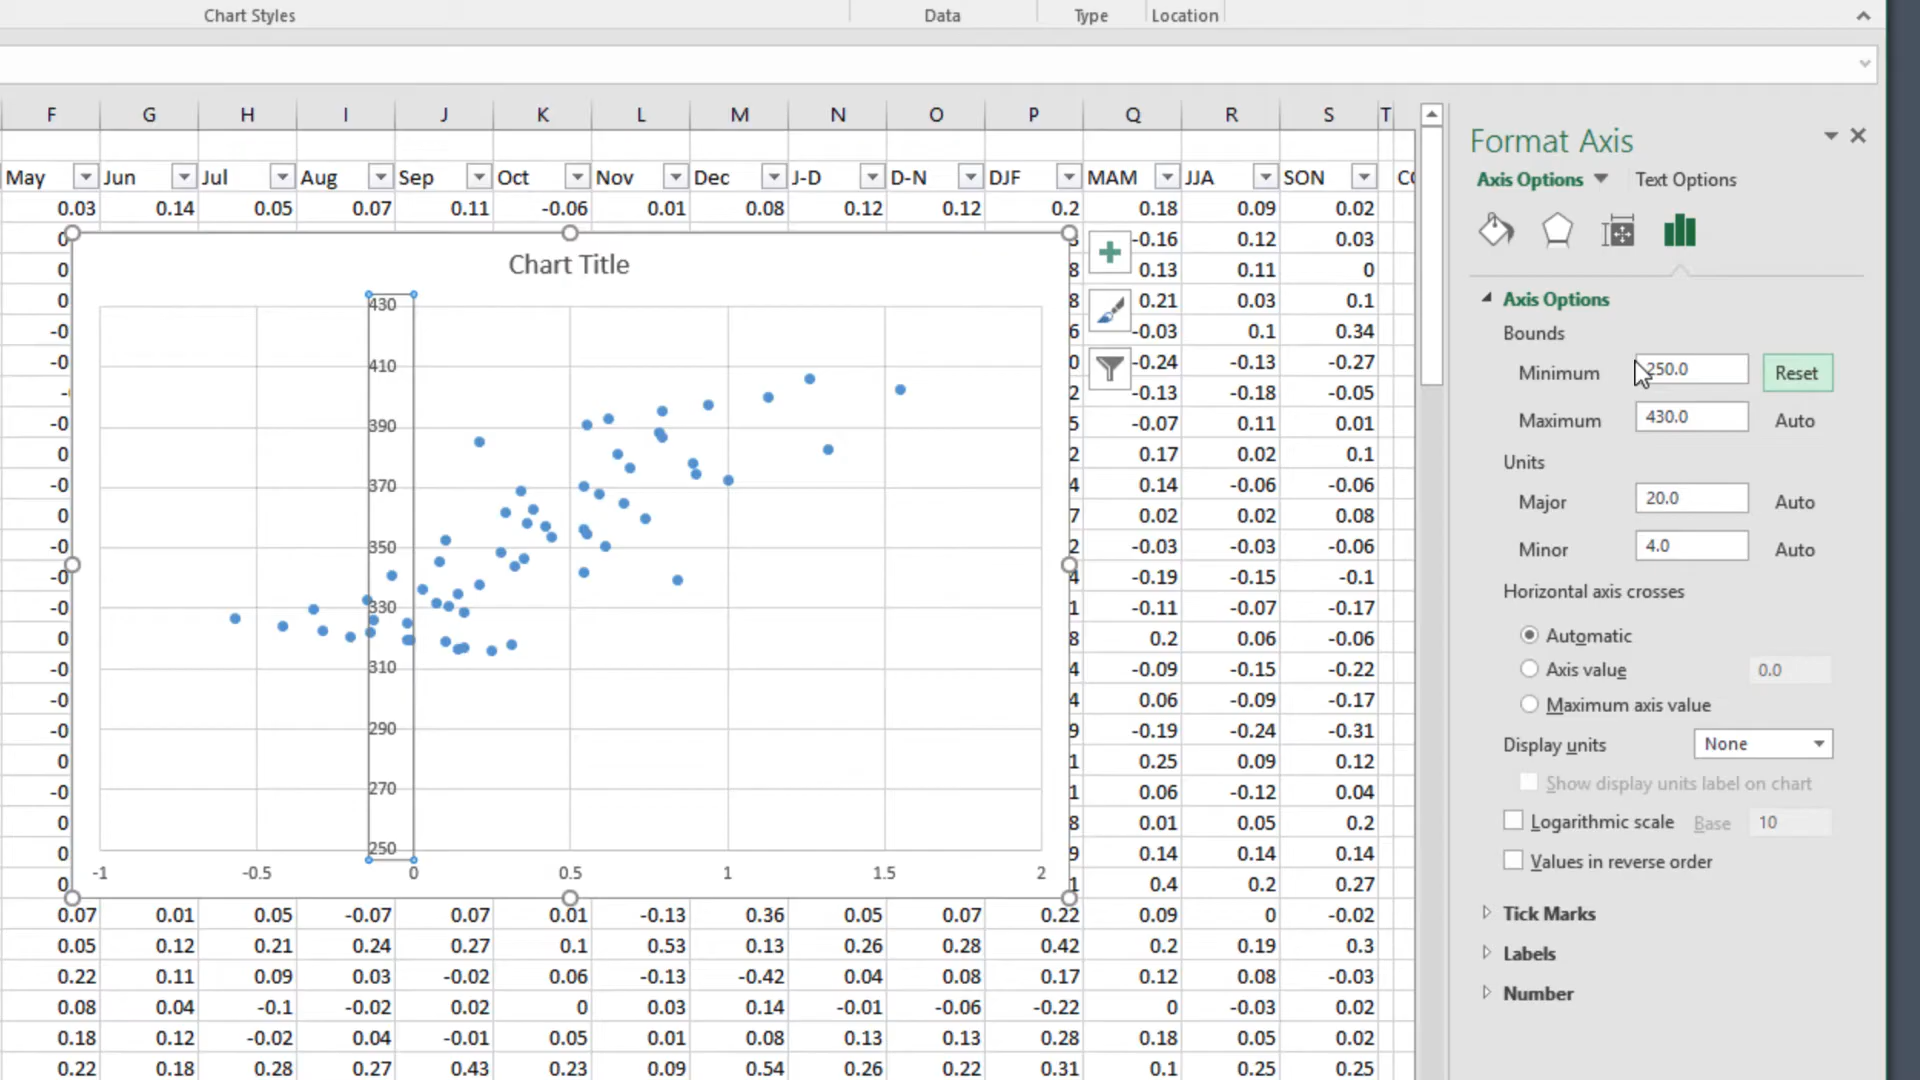 Chart Styles Data Type Location
F G H I J K L M N O P Q R S T
May Jun Jul Aug Sep Oct Nov Dec J-D D-N DJF MAM JJA SON
0.03 0.14 0.05 0.07 0.11 -0.06 0.01 0.08 0.12 0.12 0.2 0.18 0.09 0.02
-0.16 0.12 0.03
0.13 0.11 0
0.21 0.03 0.1
-0.03 0.1 0.34
-0.24 -0.13 -0.27
-0.13 -0.18 -0.05
-0.07 0.11 0.01
0.17 0.02 0.1
0.14 -0.06 -0.06
0.02 0.02 0.08
-0.03 -0.03 -0.06
-0.19 -0.15 -0.1
-0.11 -0.07 -0.17
0.2 0.06 -0.06
-0.09 -0.15 -0.22
0.06 -0.09 -0.17
-0.19 -0.24 -0.31
0.25 0.09 0.12
0.06 -0.12 0.04
0.01 0.05 0.2
0.14 0.14 0.14
0.4 0.2 0.27
0.07 0.01 0.05 -0.07 0.07 0.01 -0.13 0.36 0.05 0.07 0.22 0.09 0 -0.02
0.05 0.12 0.21 0.24 0.27 0.1 0.53 0.13 0.26 0.28 0.42 0.2 0.19 0.3
0.22 0.11 0.09 0.03 -0.02 0.06 -0.13 -0.42 0.04 0.08 0.17 0.12 0.08 -0.03
0.08 0.04 -0.1 -0.02 0.02 0 0.03 0.14 -0.01 -0.06 -0.22 0 -0.03 0.02
0.18 0.12 -0.02 0.04 -0.01 0.05 0.01 0.08 0.13 0.13 0.28 0.18 0.05 0.02
0.22 0.18 0.28 0.27 0.43 0.23 0.09 0.54 0.26 0.22 0.31 0.1 0.25 0.25
Chart Title
430
410
390
370
350
330
310
290
270
250
-1 -0.5 0 0.5 1 1.5 2
Format Axis
Axis Options Text Options
Axis Options
Bounds
Minimum 250.0 Reset
Maximum 430.0 Auto
Units
Major 20.0 Auto
Minor 4.0 Auto
Horizontal axis crosses
Automatic
Axis value 0.0
Maximum axis value
Display units None
Show display units label on chart
Logarithmic scale Base 10
Values in reverse order
Tick Marks
Labels
Number